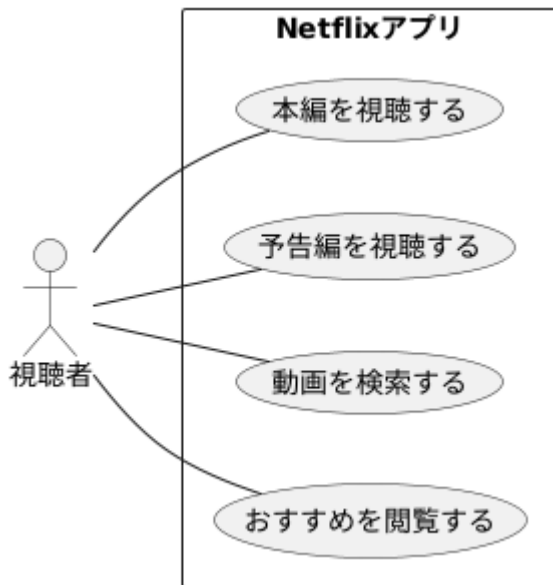 Netflixアプリ
本編を視聴する
予告編を視聴する
動画を検索する
おすすめを閲覧する
視聴者